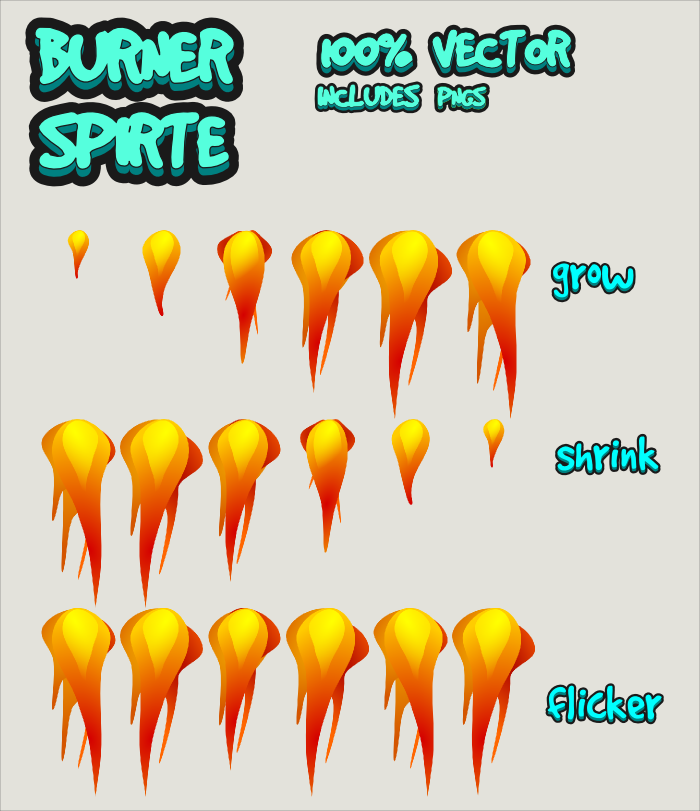 BURNER
SPIRTE
100% VECTOR
INCLUDES PNGS
grow
shrink
flicker